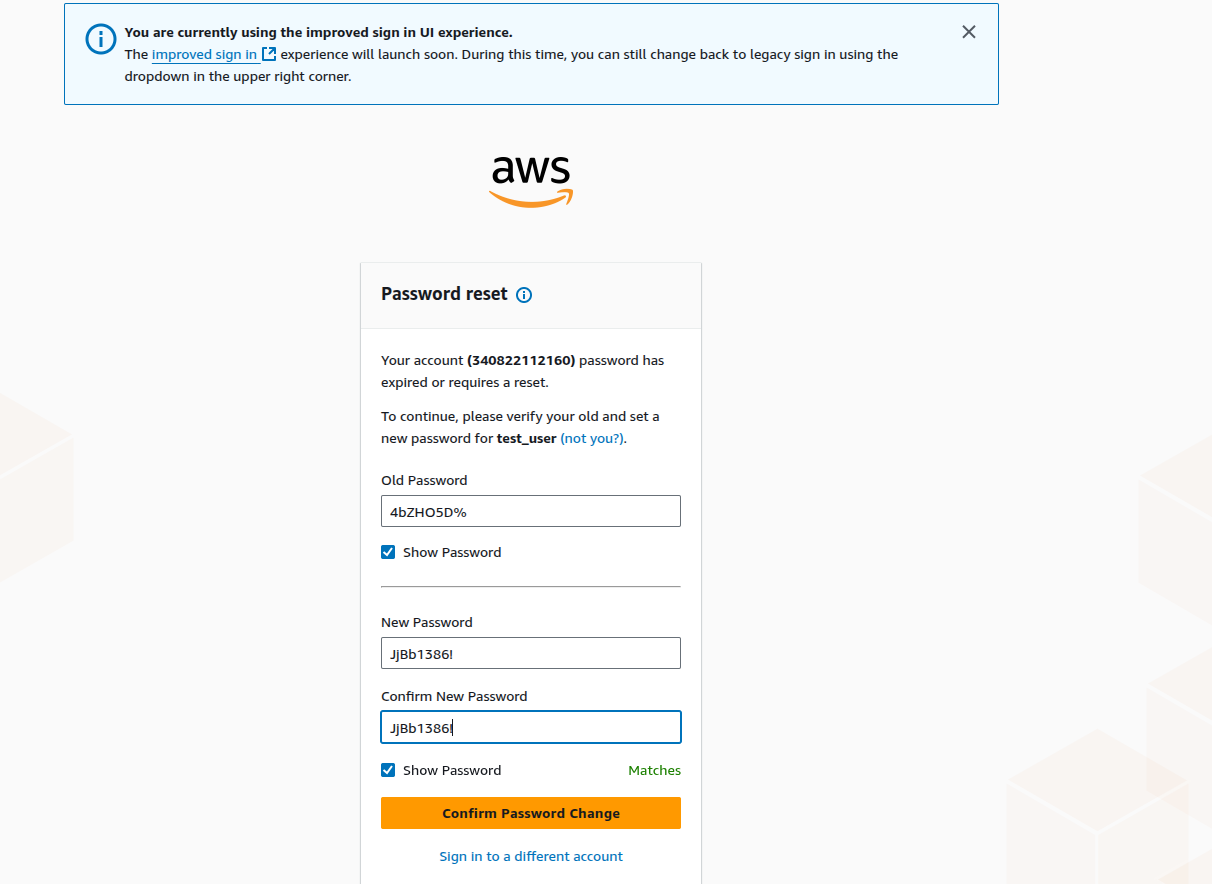 You are currently using the improved sign in UI experience.
The improved sign in experience will launch soon. During this time, you can still change back to legacy sign in using the
dropdown in the upper right corner.
aws
Password reset
Your account (340822112160) password has
expired or requires a reset.
To continue, please verify your old and set a
new password for test_user (not you?).
Old Password
4bZHO5D%
Show Password
New Password
JjBb1386!
Confirm New Password
JjBb1386!
Show Password Matches
Confirm Password Change
Sign in to a different account